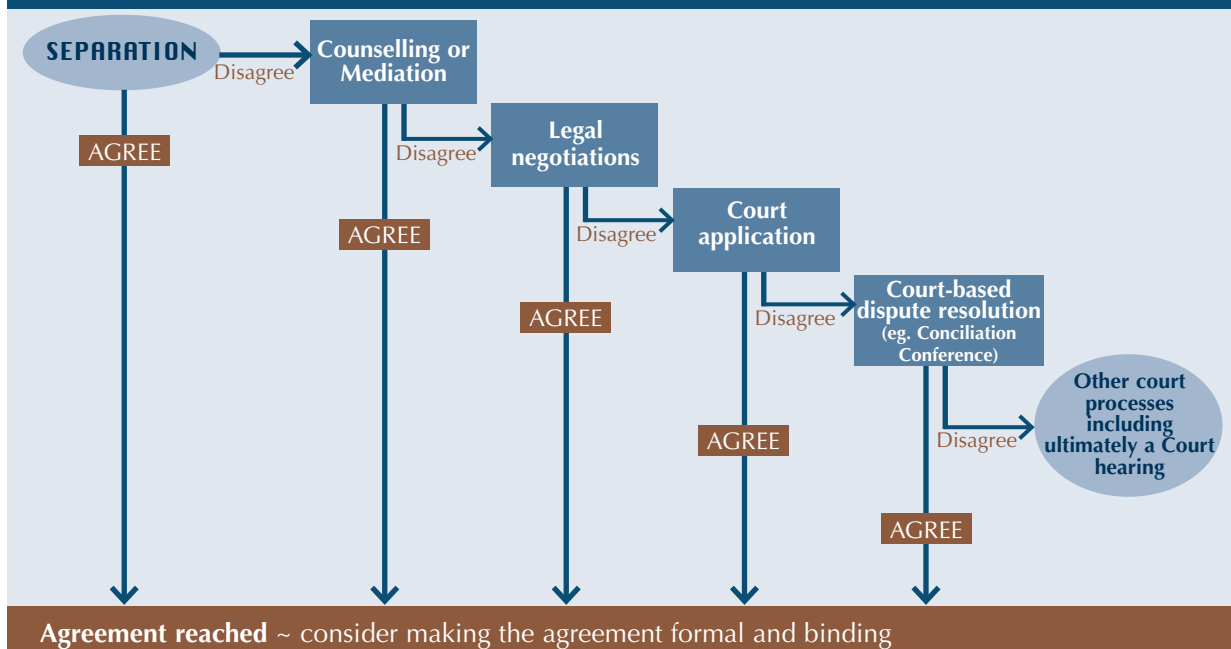 SEPARATION
Disagree
Counselling or
Mediation
AGREE
Disagree
Legal
negotiations
AGREE
Disagree
Court
application
AGREE
Disagree
Court-based
dispute resolution
(eg. Conciliation
Conference)
AGREE
Disagree
Other court
processes
including
ultimately a Court
hearing
AGREE
Agreement reached ~ consider making the agreement formal and binding